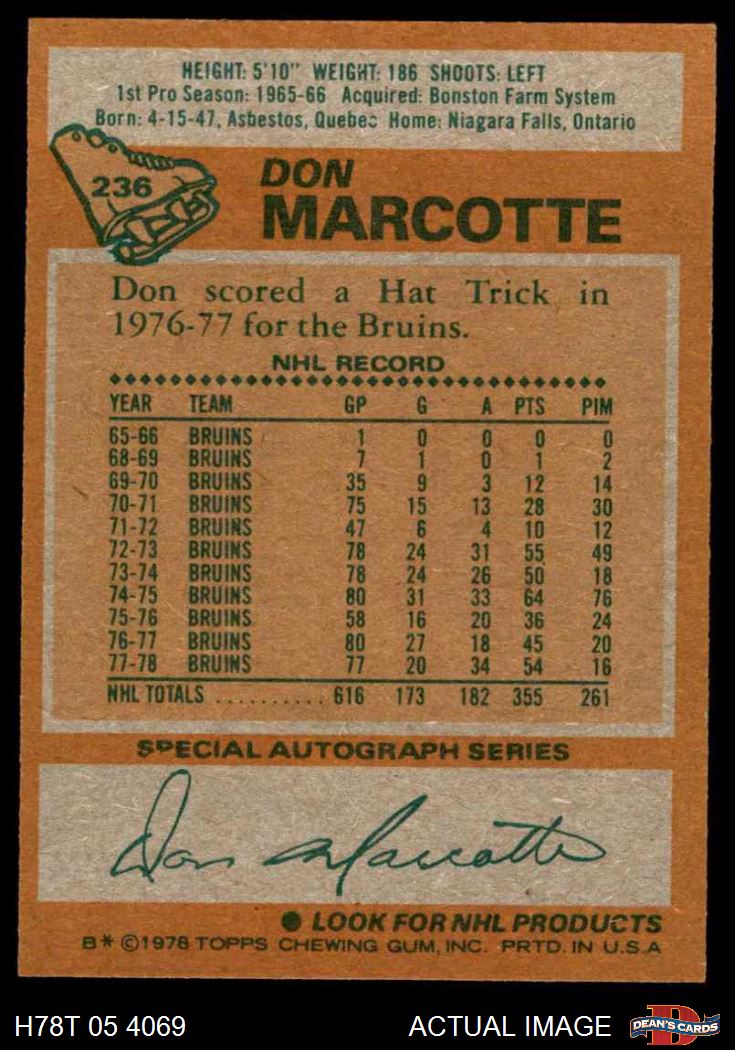 HEIGHT: 5'10" WEIGHT: 186 SHOOTS: LEFT
1st Pro Season: 1965-66 Acquired: Bonston Farm System
Born: 4-15-47, Asbestos, Quebec Home: Niagara Falls, Ontario
236
DON
MARCOTTE
Don scored a Hat Trick in
1976-77 for the Bruins.
NHL RECORD
YEAR TEAM GP G A PTS PIM
65-66 BRUINS 1 0 0 0 0
68-69 BRUINS 7 1 0 1 2
69-70 BRUINS 35 9 3 12 14
70-71 BRUINS 75 15 13 28 30
71-72 BRUINS 47 6 4 10 12
72-73 BRUINS 78 24 31 55 49
73-74 BRUINS 78 24 26 50 18
74-75 BRUINS 80 31 33 64 76
75-76 BRUINS 58 16 20 36 24
76-77 BRUINS 80 27 18 45 20
77-78 BRUINS 77 20 34 54 16
NHL TOTALS .......... 616 173 182 355 261
SPECIAL AUTOGRAPH SERIES
Don Marcotte
● LOOK FOR NHL PRODUCTS
B* ©1978 TOPPS CHEWING GUM, INC. PRTD. IN U.S.A
H78T 05 4069 ACTUAL IMAGE
D
DEAN'S CARDS